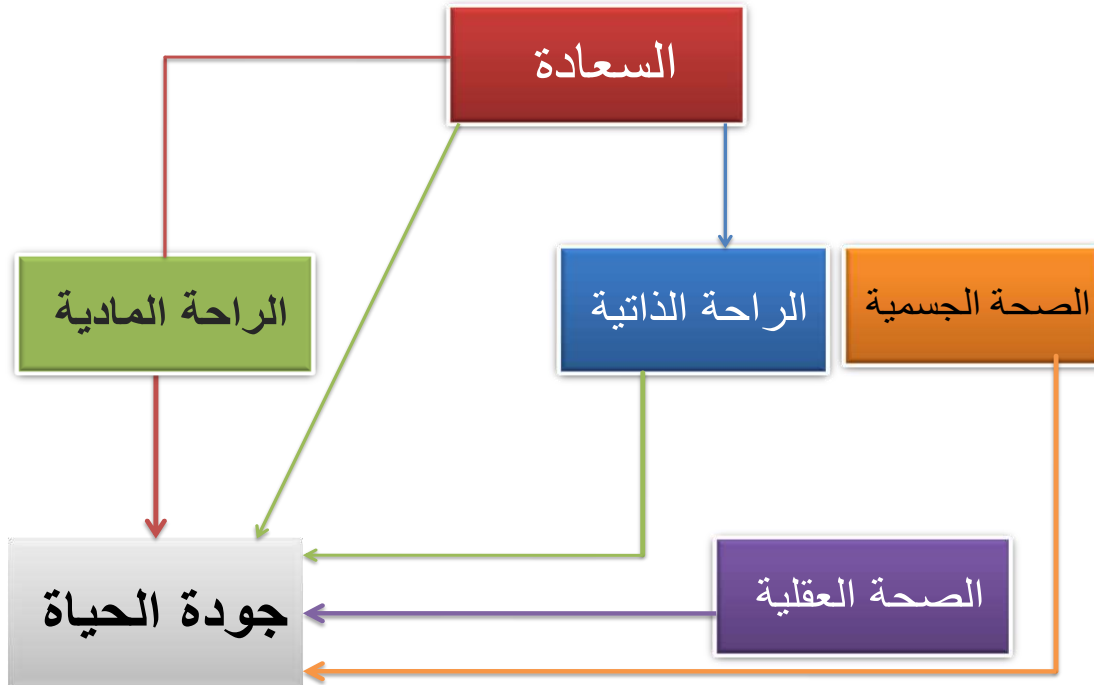 السعادة
الصحة الجسمية
الراحة الذاتية
الراحة المادية
الصحة العقلية
جودة الحياة